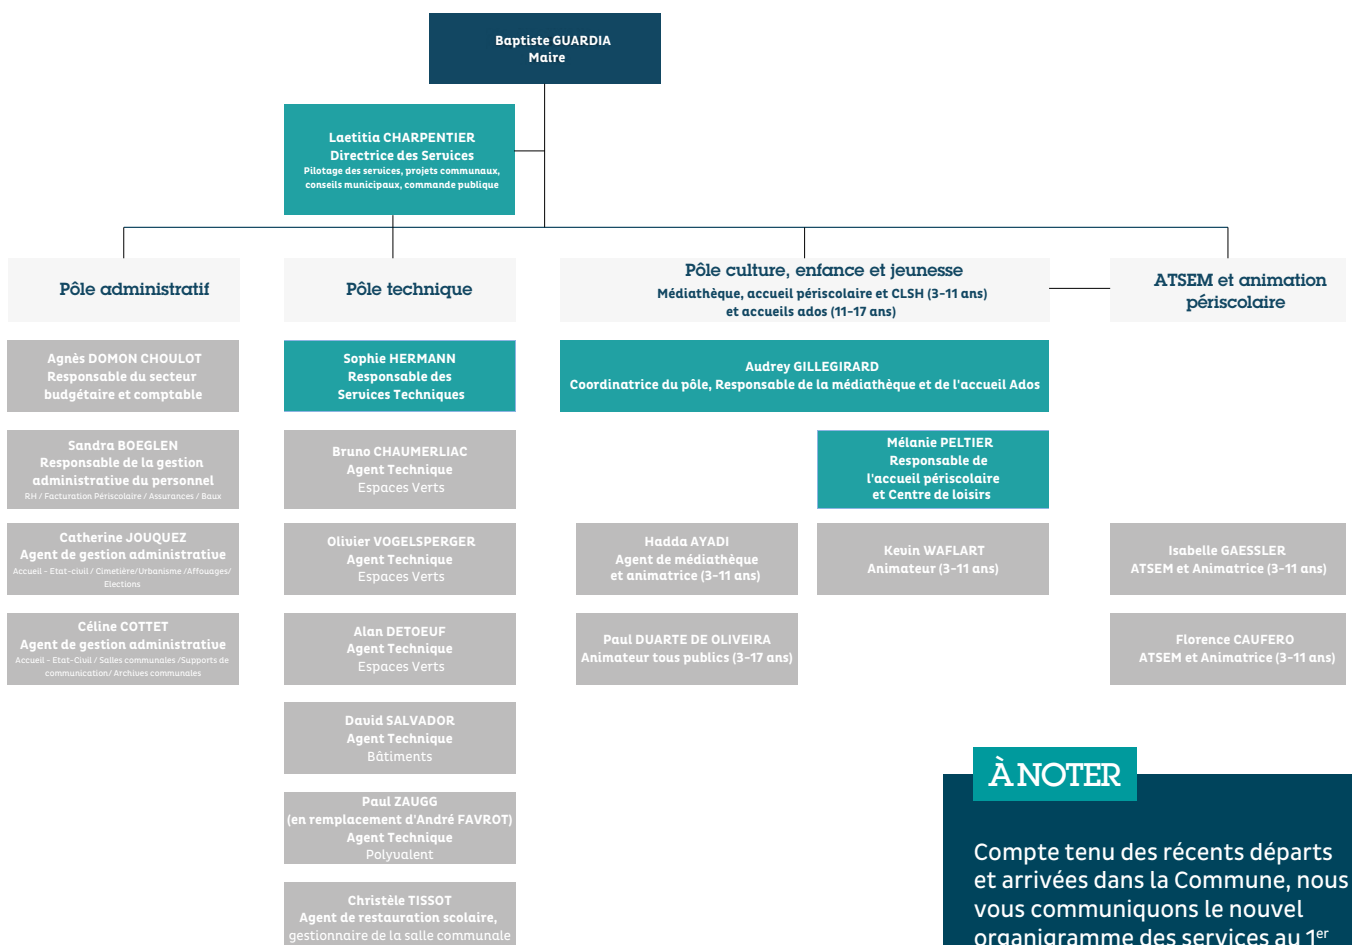 Baptiste GUARDIA
Maire
Laetitia CHARPENTIER
Directrice des Services
Pilotage des services, projets communaux,
conseils municipaux, commande publique
Pôle administratif
Agnès DOMON CHOULOT
Responsable du secteur
budgétaire et comptable
Sandra BOEGLEN
Responsable de la gestion
administrative du personnel
RH / Facturation Périscolaire / Assurances / Baux
Catherine JOUQUEZ
Agent de gestion administrative
Accueil - Etat-civil / Cimetière/Urbanisme /Affouages/
Elections
Céline COTTET
Agent de gestion administrative
Accueil - Etat-Civil / Salles communales /Supports de
communication/ Archives communales
Pôle technique
Sophie HERMANN
Responsable des
Services Techniques
Bruno CHAUMERLIAC
Agent Technique
Espaces Verts
Olivier VOGELSPERGER
Agent Technique
Espaces Verts
Alan DETOEUF
Agent Technique
Espaces Verts
David SALVADOR
Agent Technique
Bâtiments
Paul ZAUGG
(en remplacement d'André FAVROT)
Agent Technique
Polyvalent
Christèle TISSOT
Agent de restauration scolaire,
gestionnaire de la salle communale
Pôle culture, enfance et jeunesse
Médiathèque, accueil périscolaire et CLSH (3-11 ans)
et accueils ados (11-17 ans)
Audrey GILLEGIRARD
Coordinatrice du pôle, Responsable de la médiathèque et de l'accueil Ados
Mélanie PELTIER
Responsable de
l'accueil périscolaire
et Centre de loisirs
Hadda AYADI
Agent de médiathèque
et animatrice (3-11 ans)
Kevin WAFLART
Animateur (3-11 ans)
Paul DUARTE DE OLIVEIRA
Animateur tous publics (3-17 ans)
ATSEM et animation
périscolaire
Isabelle GAESSLER
ATSEM et Animatrice (3-11 ans)
Florence CAUFERO
ATSEM et Animatrice (3-11 ans)
À NOTER
Compte tenu des récents départs
et arrivées dans la Commune, nous
vous communiquons le nouvel
organigramme des services au 1er